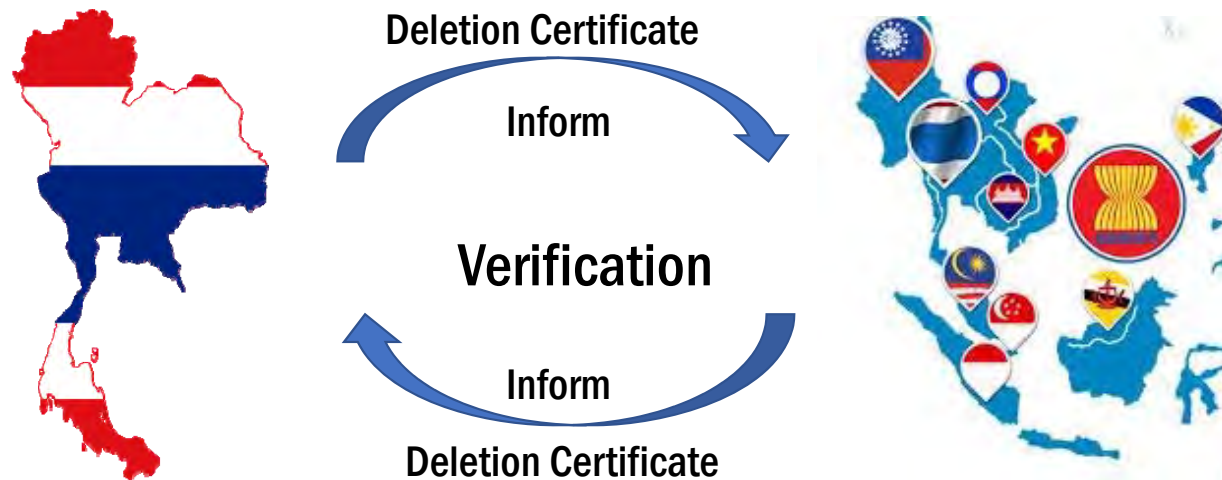 Deletion Certificate
Inform
Verification
Inform
Deletion Certificate